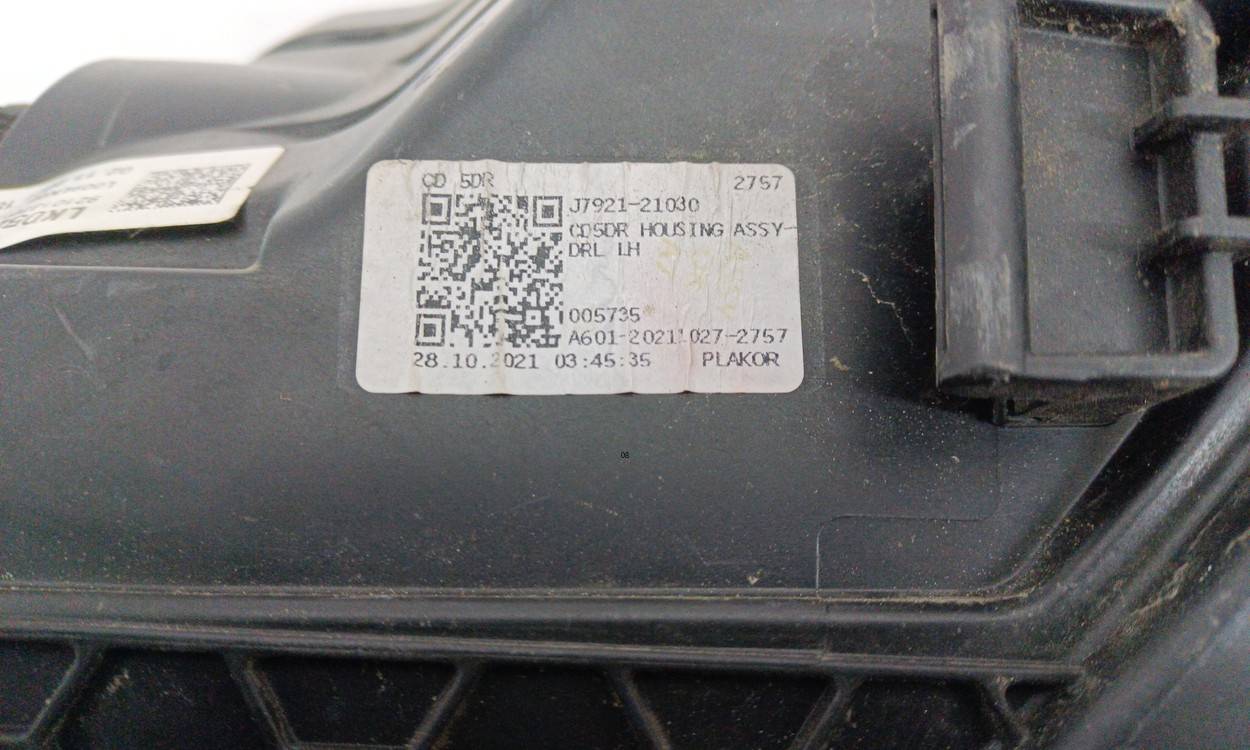 CD 5DR 2757
J7921-21030
CD5DR HOUSING ASSY-
DRL LH
005735
A601-20211027-2757
28.10.2021 03:45:35 PLAKOR
08